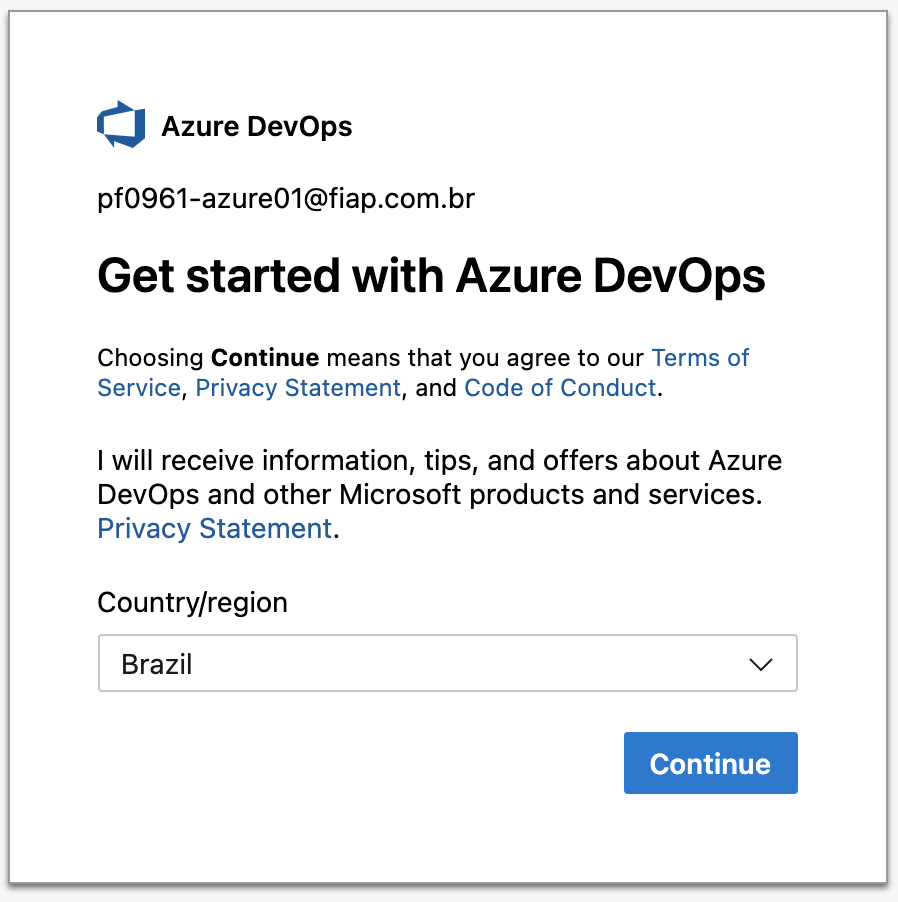 Azure DevOps
pf0961-azure01@fiap.com.br
Get started with Azure DevOps
Choosing Continue means that you agree to our Terms of
Service, Privacy Statement, and Code of Conduct.
I will receive information, tips, and offers about Azure
DevOps and other Microsoft products and services.
Privacy Statement.
Country/region
Brazil
Continue